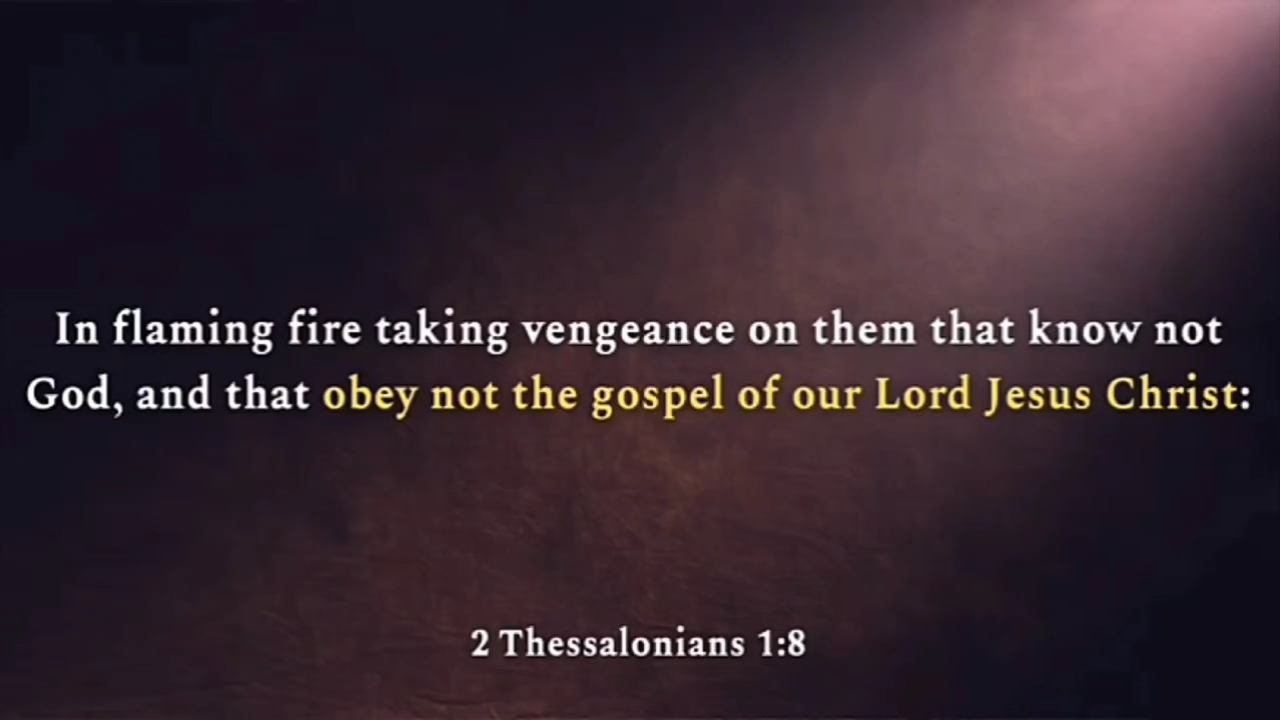 In flaming fire taking vengeance on them that know not
God, and that obey not the gospel of our Lord Jesus Christ:
2 Thessalonians 1:8